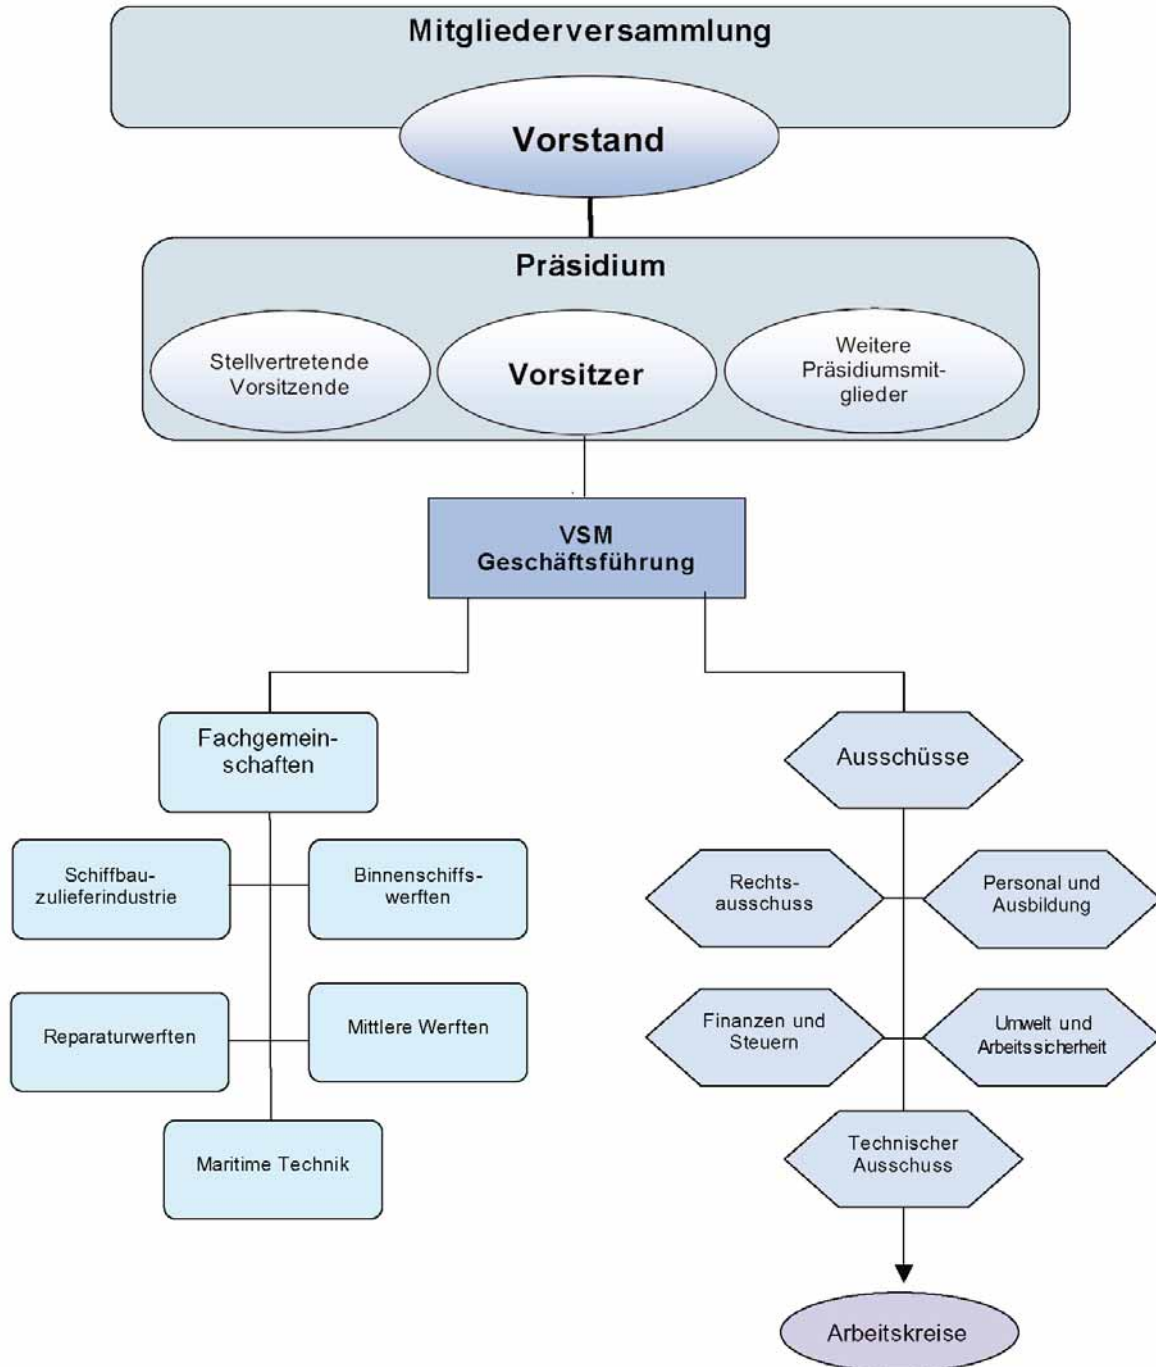 Mitgliederversammlung
Vorstand
Präsidium
Stellvertretende
Vorsitzende
Vorsitzer
Weitere
Präsidiumsmit-
glieder
VSM
Geschäftsführung
Fachgemein-
schaften
Schiffbau-
zulieferindustrie
Binnenschiffs-
werften
Reparaturwerften
Mittlere Werften
Maritime Technik
Ausschüsse
Rechts-
ausschuss
Personal und
Ausbildung
Finanzen und
Steuern
Umwelt und
Arbeitssicherheit
Technischer
Ausschuss
Arbeitskreise